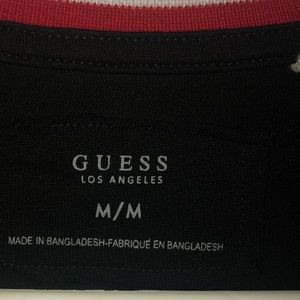 GUESS
LOS ANGELES
M/M
MADE IN BANGLADESH-FABRIQUÉ EN BANGLADESH